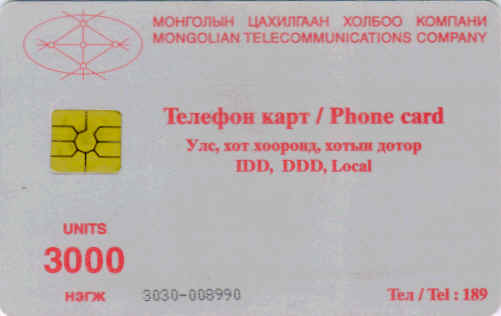 МОНГОЛЫН ЦАХИЛГААН ХОЛБОО КОМПАНИ
MONGOLIAN TELECOMMUNICATIONS COMPANY
Телефон карт / Phone card
Улс, хот хооронд, хотын дотор
IDD, DDD, Local
UNITS
3000
нэгж
3030-008990
Тел / Tel : 189